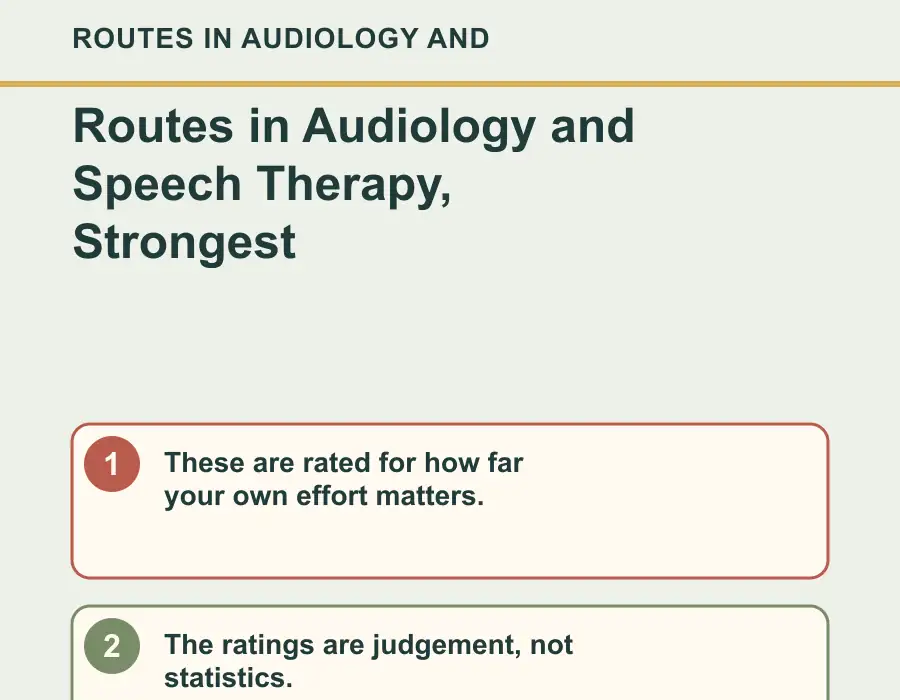 ROUTES IN AUDIOLOGY AND
Routes in Audiology and
Speech Therapy,
Strongest
1
These are rated for how far
your own effort matters.
2
The ratings are judgement, not
statistics.